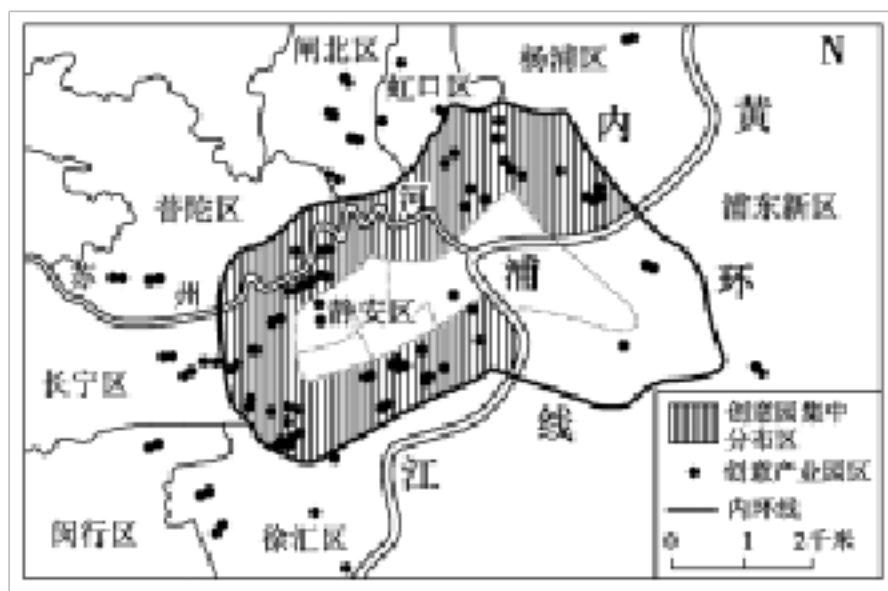 闸北区
杨浦区
N
虹口区
内
黄
河
普陀区
浦东新区
苏
州
浦
环
静安区
长宁区
线
江
闵行区
徐汇区
创意园集中
分布区
创意产业园区
内环线
0 1 2千米